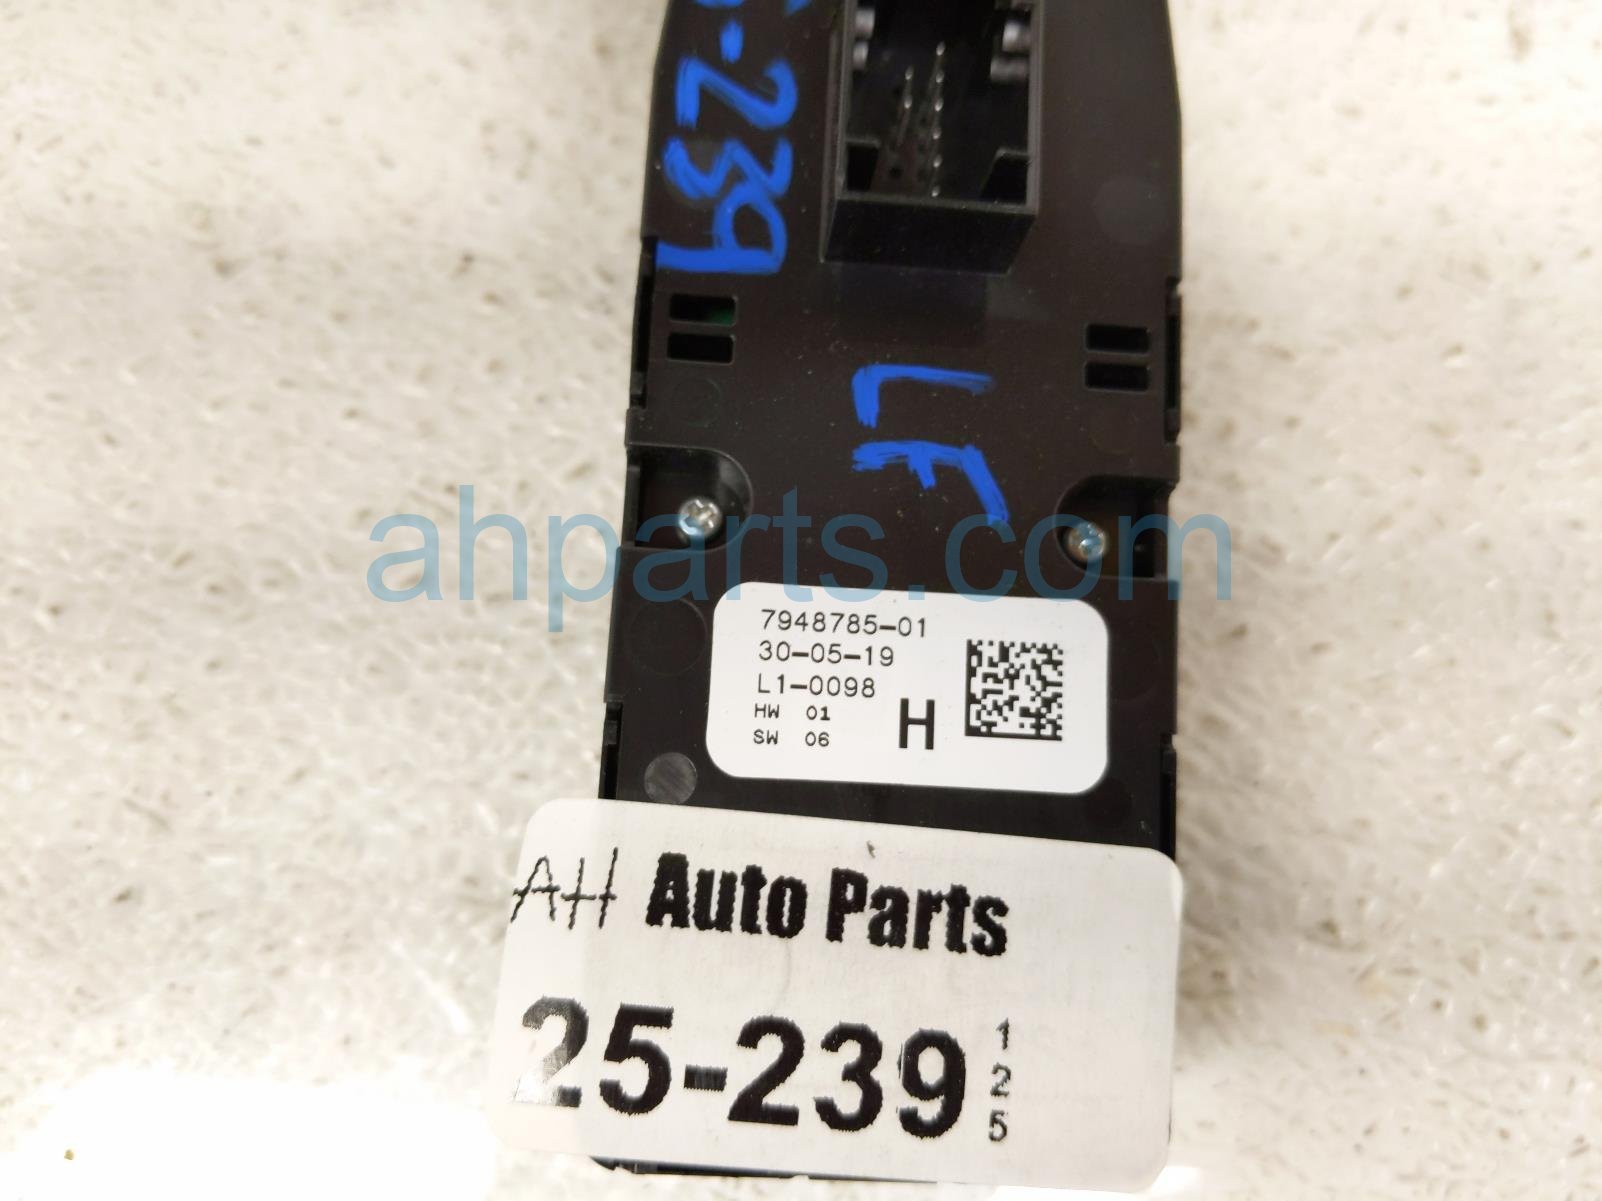 5-239
LF
ahparts.com
7948785-01
30-05-19
L1-0098
HW 01
SW 06
H
AH Auto Parts
25-239
1
2
5